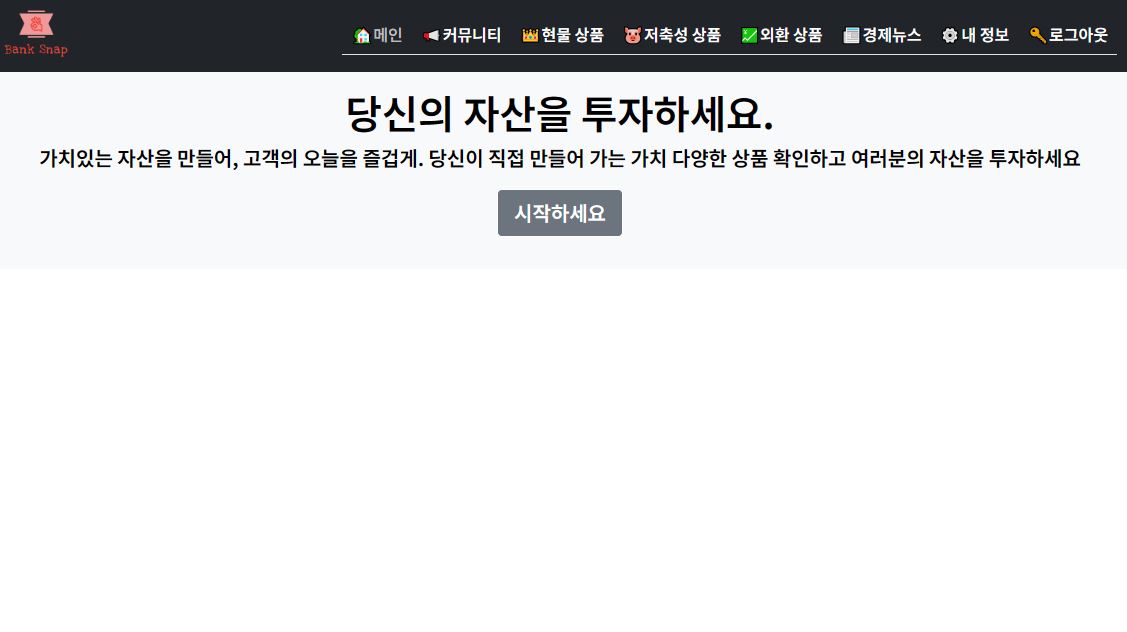 Bank Snap
메인 커뮤니티 현물 상품 저축성 상품 외환 상품 경제뉴스 내 정보 로그아웃
당신의 자산을 투자하세요.
가치있는 자산을 만들어, 고객의 오늘을 즐겁게. 당신이 직접 만들어 가는 가치 다양한 상품 확인하고 여러분의 자산을 투자하세요
시작하세요